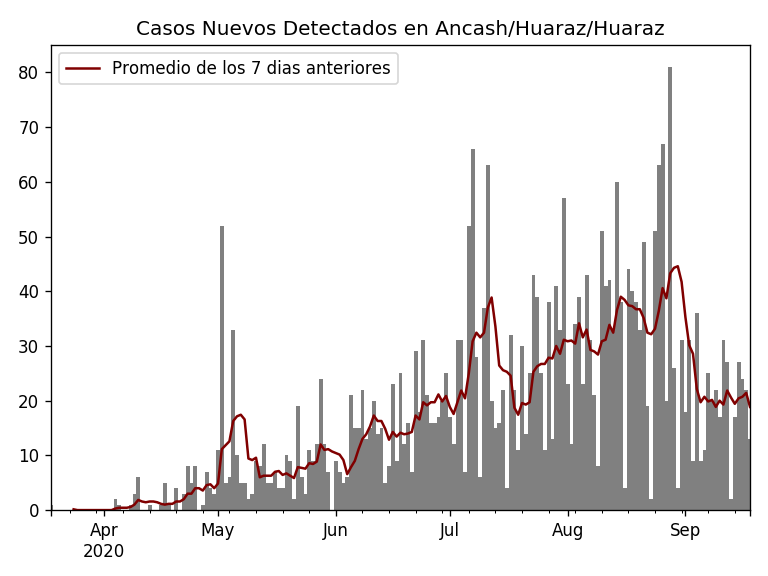 Casos Nuevos Detectados en Ancash/Huaraz/Huaraz
Promedio de los 7 dias anteriores
80
70
60
50
40
30
20
10
0
Apr
2020
May
Jun
Jul
Aug
Sep